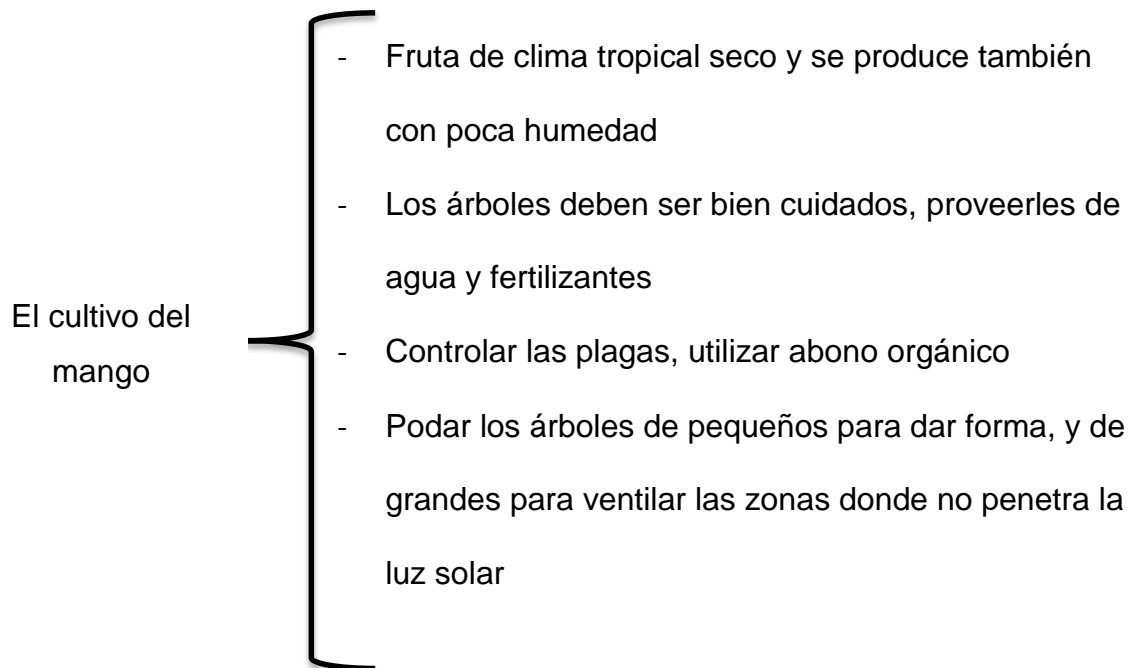 El cultivo del
mango
- Fruta de clima tropical seco y se produce también
con poca humedad
- Los árboles deben ser bien cuidados, proveerles de
agua y fertilizantes
- Controlar las plagas, utilizar abono orgánico
- Podar los árboles de pequeños para dar forma, y de
grandes para ventilar las zonas donde no penetra la
luz solar